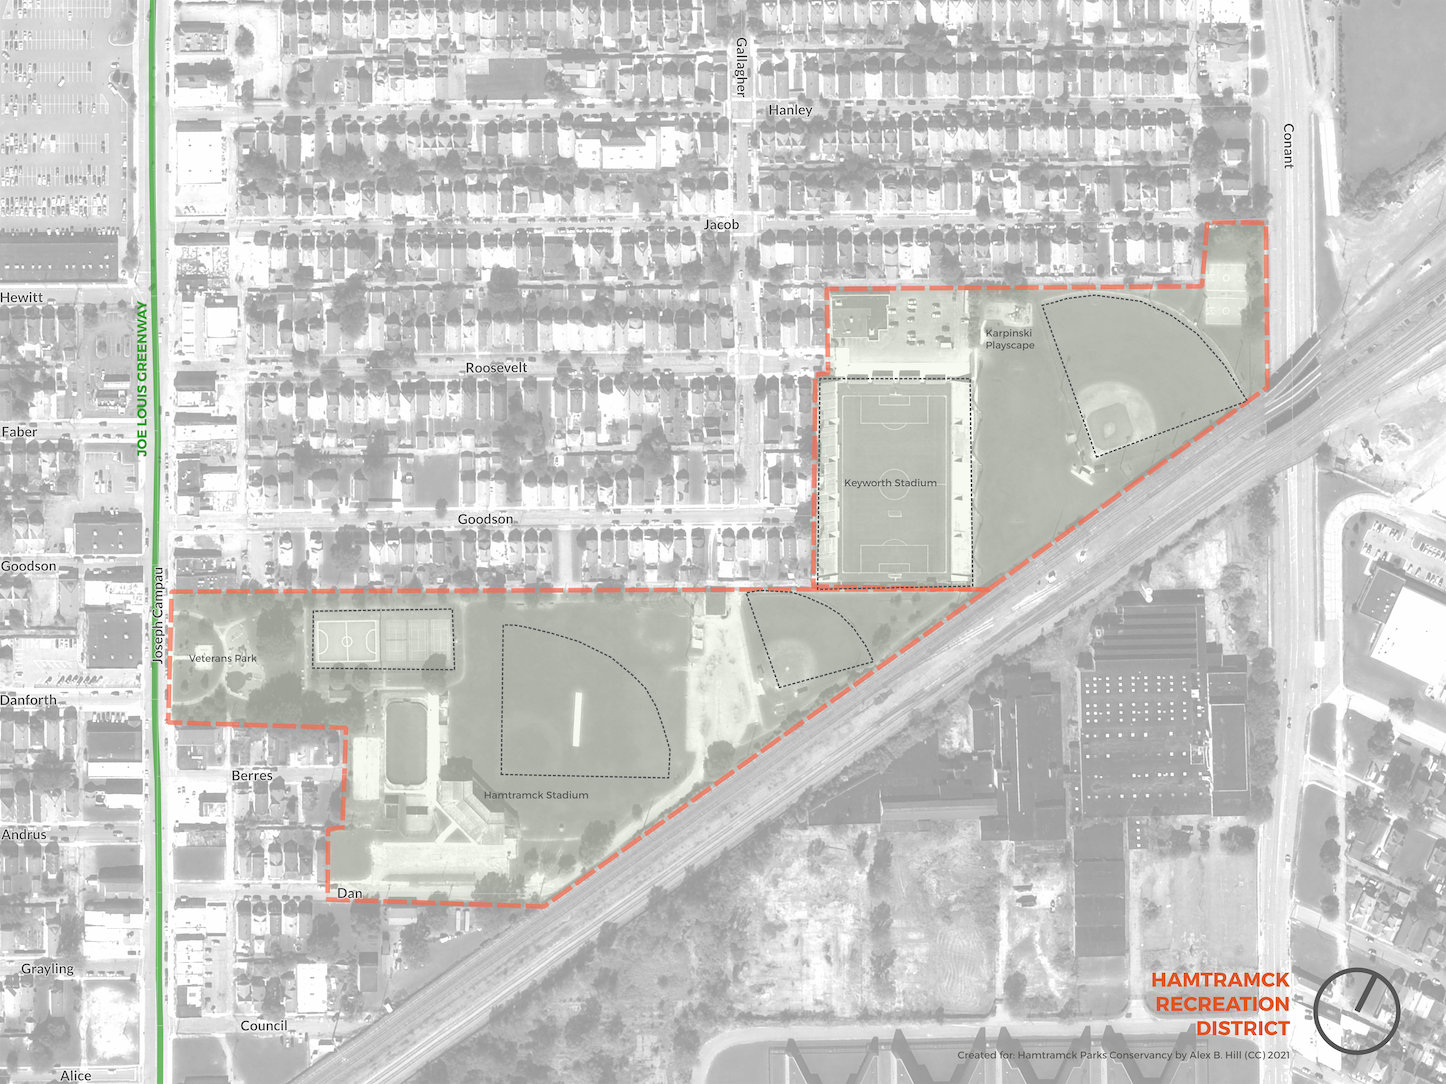 Gallagher
Hanley
Conant
Jacob
Hewitt
JOE LOUIS GREENWAY
Karpinski
Playscape
Roosevelt
Faber
Keyworth Stadium
Goodson
Goodson
Joseph Campau
Veterans Park
Danforth
Berres
Hamtramck Stadium
Andrus
Dan
Grayling
HAMTRAMCK
RECREATION
DISTRICT
Council
Created for: Hamtramck Parks Conservancy by Alex B. Hill (CC) 2021
Alice